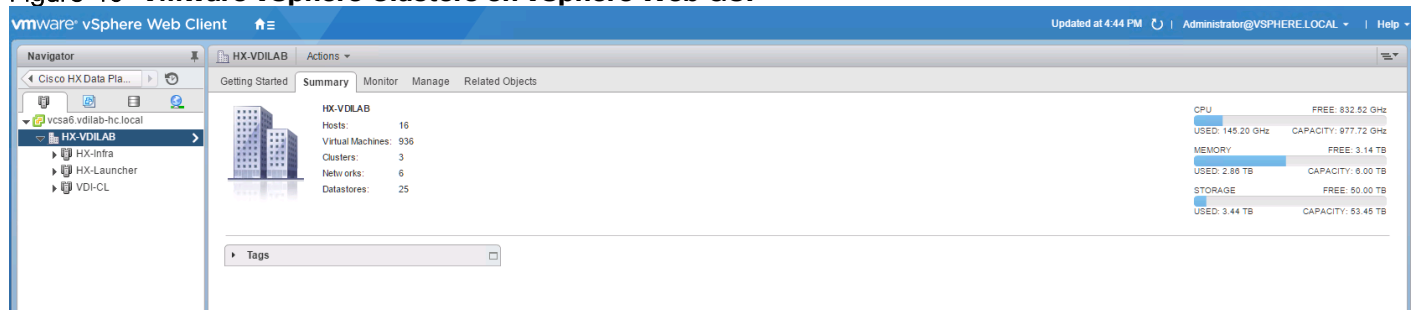 vmware® vSphere Web Client
Updated at 4:44 PM | Administrator@VSPHERE.LOCAL | Help
Navigator
HX-VDILAB Actions
Cisco HX Data Pla...
Getting Started Summary Monitor Manage Related Objects
vcsa6.vdilab-hc.local
HX-VDILAB
HX-Infra
HX-Launcher
VDI-CL
HX-VDILAB
Hosts: 16
Virtual Machines: 936
Clusters: 3
Networks: 6
Datastores: 25
CPU FREE: 832.52 GHz
USED: 145.20 GHz CAPACITY: 977.72 GHz
MEMORY FREE: 3.14 TB
USED: 2.86 TB CAPACITY: 6.00 TB
STORAGE FREE: 50.00 TB
USED: 3.44 TB CAPACITY: 53.45 TB
Tags